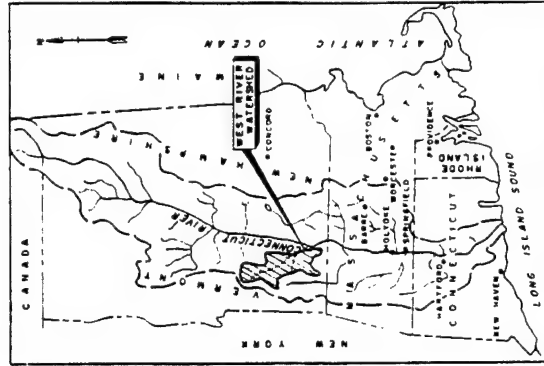 N
CANADA
MAINE
ATLANTIC OCEAN
WEST RIVER
WATERSHED
NEW HAMPSHIRE
VERMONT
CONNECTICUT
RIVER
CONCORD
NEW YORK
MASSACHUSETTS
BOSTON
BARRE
HOLYOKE
WORCESTER
SPRINGFIELD
PROVIDENCE
RHODE
ISLAND
HARTFORD
CONNECTICUT
NEW HAVEN
LONG ISLAND SOUND